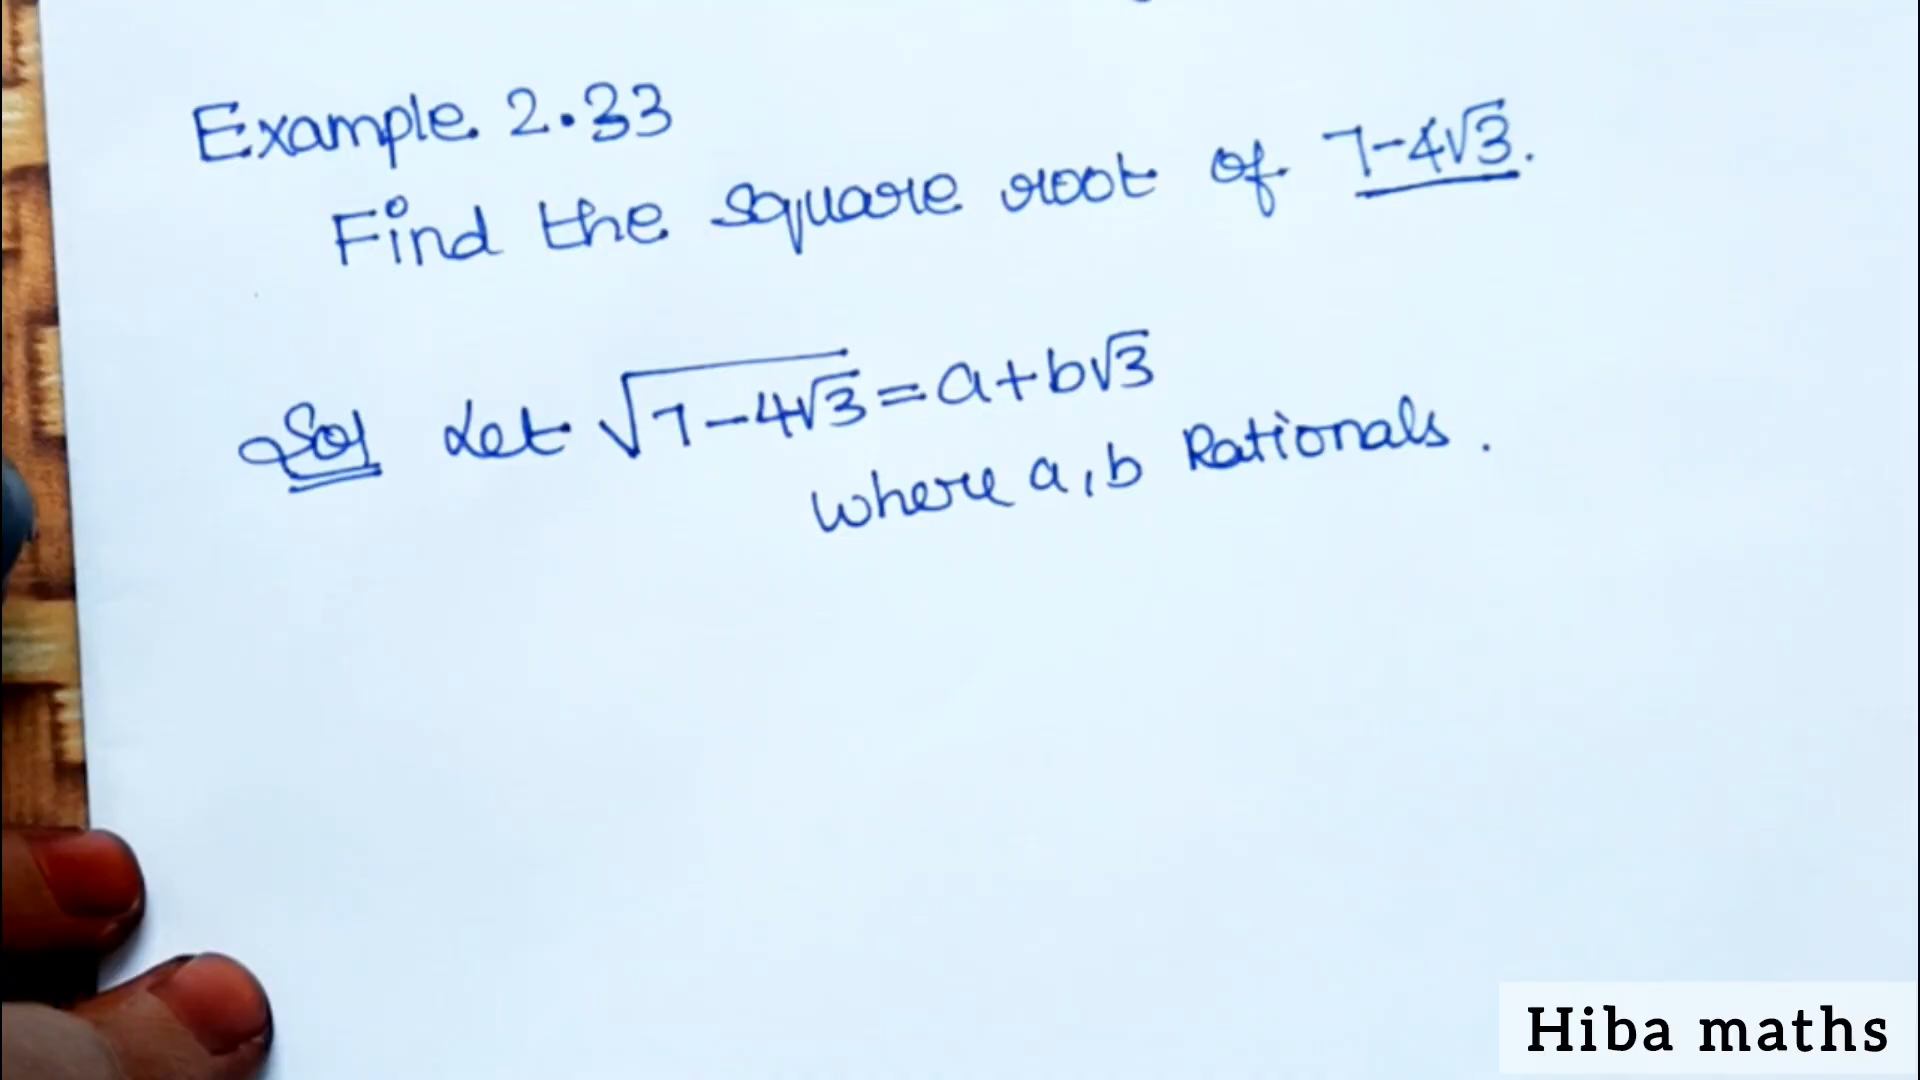 Example 2.33
Find the square root of 7-4√3.
Sol Let √(7-4√3) = a+b√3
where a, b Rationals.
Hiba maths